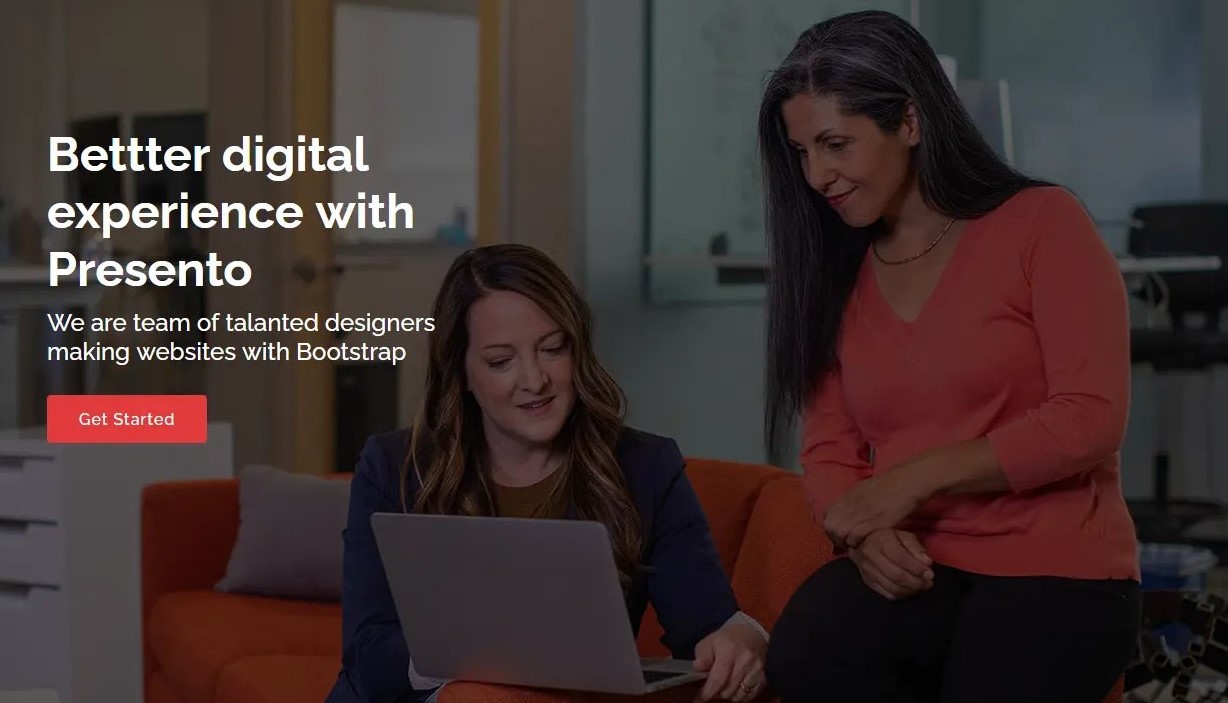 Bettter digital
experience with
Presento
We are team of talanted designers
making websites with Bootstrap
Get Started